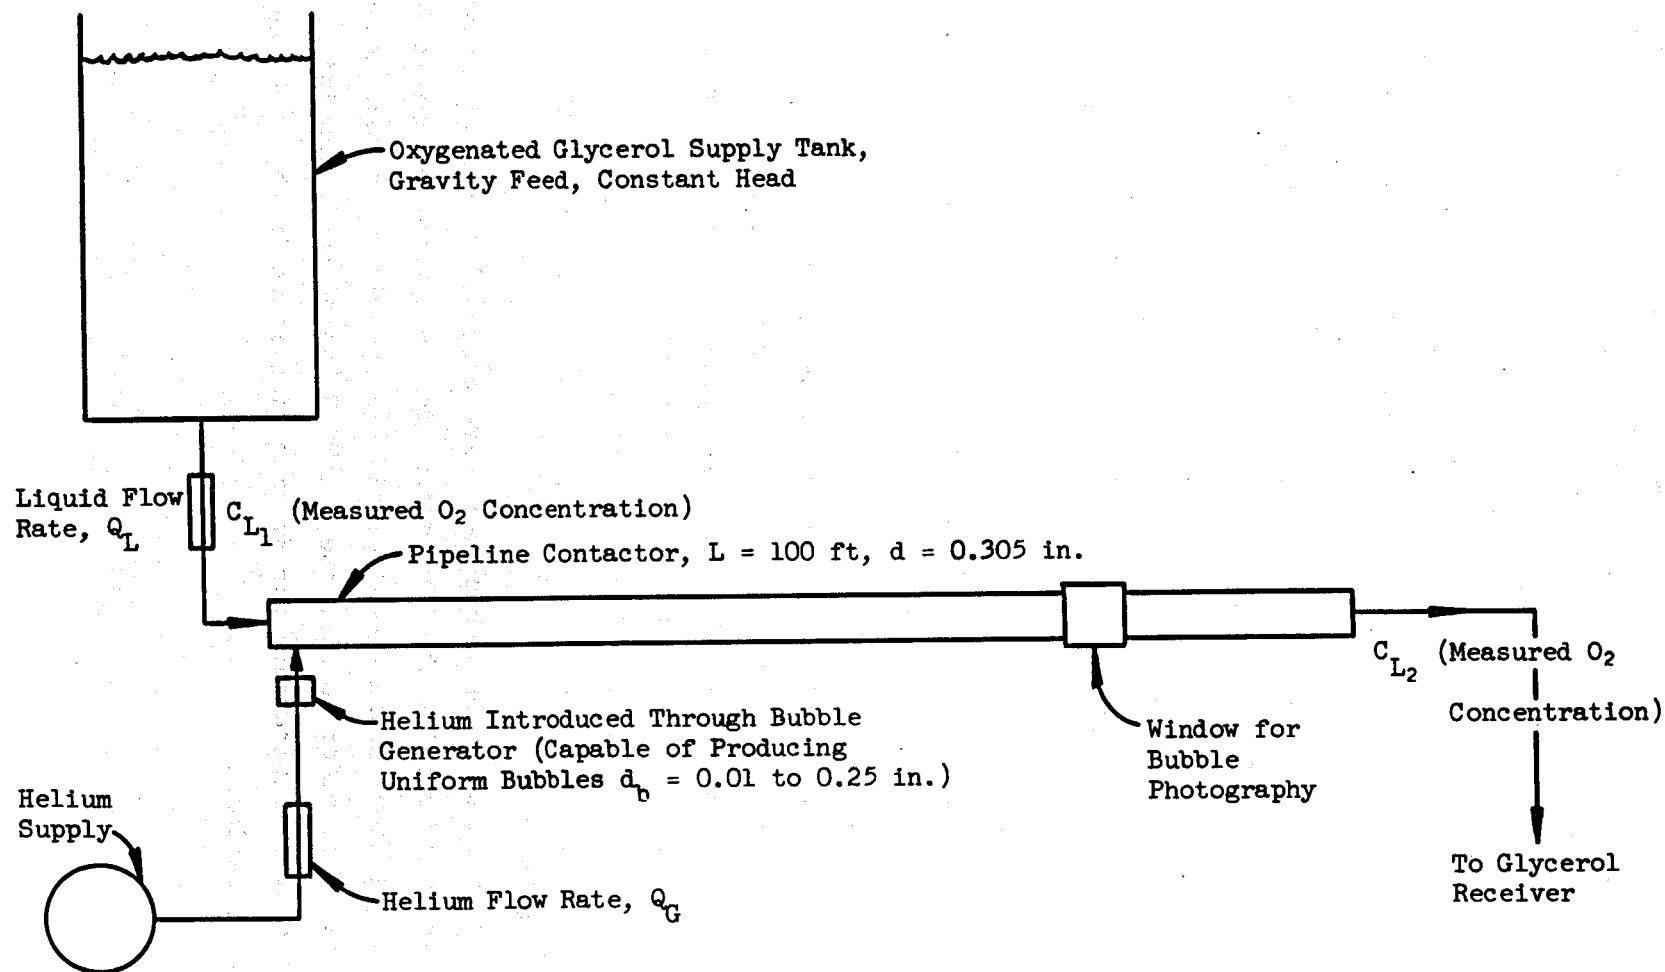 Oxygenated Glycerol Supply Tank,
Gravity Feed, Constant Head
Liquid Flow
Rate, Q_L
C_L1 (Measured O2 Concentration)
Pipeline Contactor, L = 100 ft, d = 0.305 in.
C_L2 (Measured O2
Concentration)
Helium Introduced Through Bubble
Generator (Capable of Producing
Uniform Bubbles d_b = 0.01 to 0.25 in.)
Window for
Bubble
Photography
Helium
Supply
Helium Flow Rate, Q_G
To Glycerol
Receiver